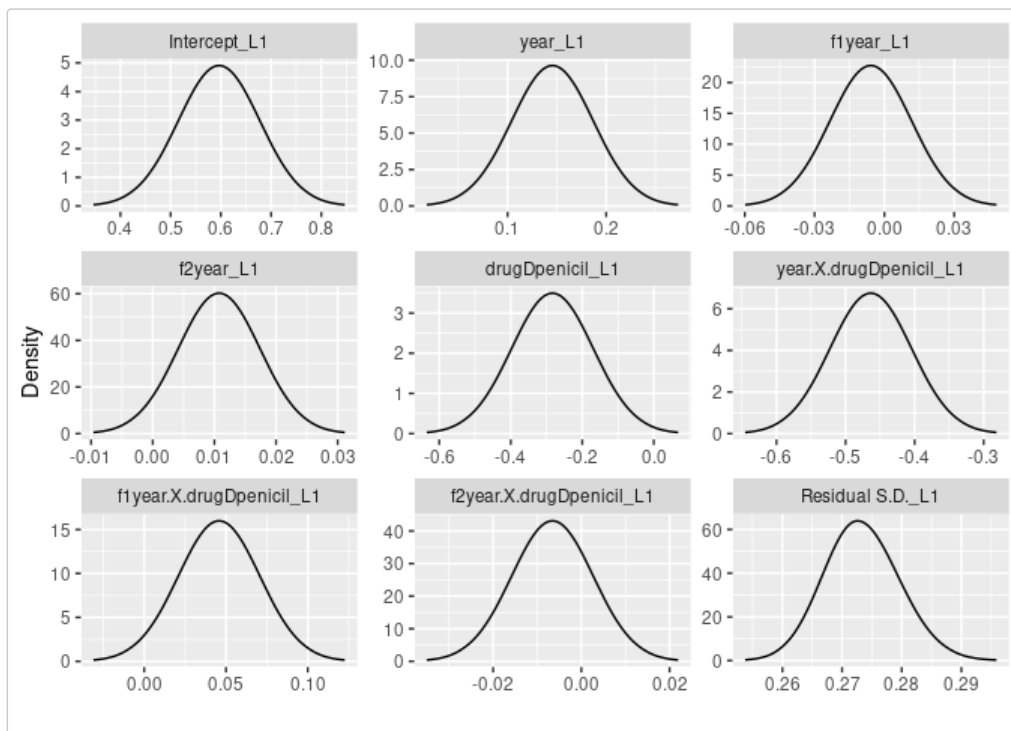 Intercept_L1 year_L1 f1year_L1
5 10.0 20
4 7.5 15
3 5.0 10
2 2.5 5
1 0.0 0
0
0.4 0.5 0.6 0.7 0.8 0.1 0.2 -0.06 -0.03 0.00 0.03
f2year_L1 drugDpenicil_L1 year.X.drugDpenicil_L1
60 3 6
40 2 4
20 1 2
0 0 0
-0.01 0.00 0.01 0.02 0.03 -0.6 -0.4 -0.2 0.0 -0.6 -0.5 -0.4 -0.3
Density
f1year.X.drugDpenicil_L1 f2year.X.drugDpenicil_L1 Residual S.D._L1
15 40 60
10 30 40
5 20 20
0 10 0
0
0.00 0.05 0.10 -0.02 0.00 0.02 0.26 0.27 0.28 0.29